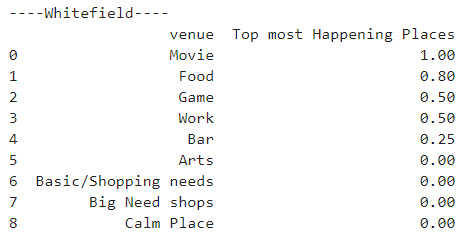 ----Whitefield----
venue Top most Happening Places
0 Movie 1.00
1 Food 0.80
2 Game 0.50
3 Work 0.50
4 Bar 0.25
5 Arts 0.00
6 Basic/Shopping needs 0.00
7 Big Need shops 0.00
8 Calm Place 0.00